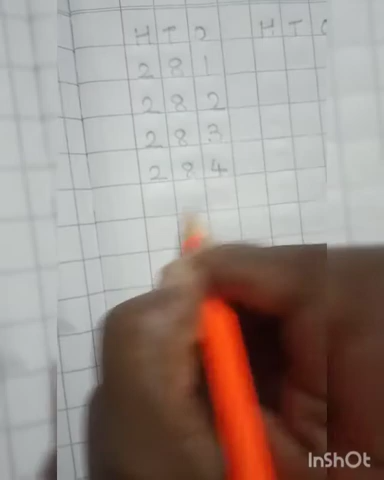 H T O H T
2 8 1
2 8 2
2 8 3
2 8 4
InShOt